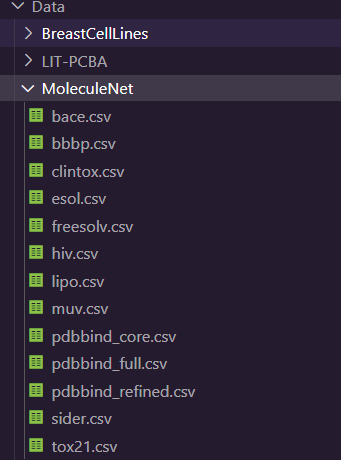 Data
BreastCellLines
LIT-PCBA
MoleculeNet
bace.csv
bbbp.csv
clintox.csv
esol.csv
freesolv.csv
hiv.csv
lipo.csv
muv.csv
pdbbind_core.csv
pdbbind_full.csv
pdbbind_refined.csv
sider.csv
tox21.csv